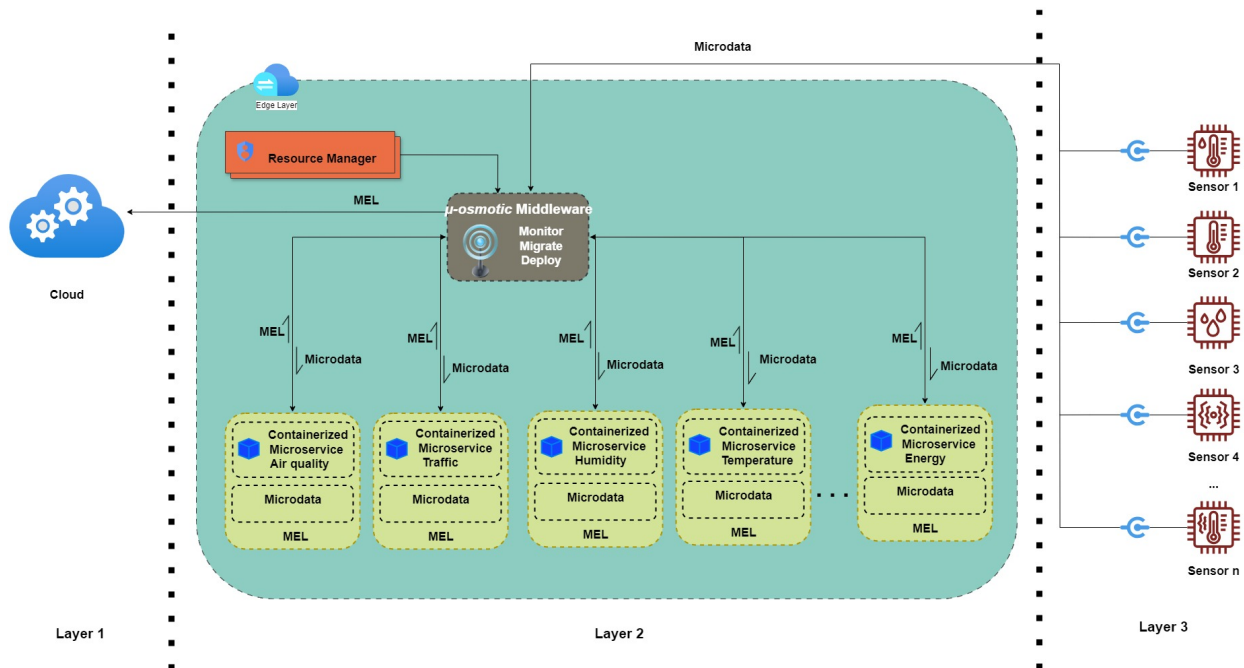 Microdata
Edge Layer
Resource Manager
MEL
μ-osmotic Middleware
Monitor
Migrate
Deploy
Cloud
Sensor 1
Sensor 2
Sensor 3
Sensor 4
...
Sensor n
MEL
Microdata
MEL
Microdata
MEL
Microdata
MEL
Microdata
MEL
Microdata
Containerized
Microservice
Air quality
Microdata
MEL
Containerized
Microservice
Traffic
Microdata
MEL
Containerized
Microservice
Humidity
Microdata
MEL
Containerized
Microservice
Temperature
Microdata
MEL
. . .
Containerized
Microservice
Energy
Microdata
MEL
Layer 1
Layer 2
Layer 3